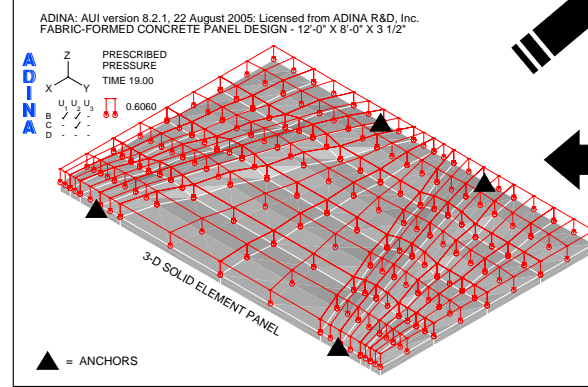 ADINA: AUI version 8.2.1, 22 August 2005: Licensed from ADINA R&D, Inc.
FABRIC-FORMED CONCRETE PANEL DESIGN - 12'-0" X 8'-0" X 3 1/2"
ADINA
Z
X Y
U1 U2 U3
B ✓ ✓ -
C - ✓ -
D - - -
PRESCRIBED
PRESSURE
TIME 19.00
0.6060
3-D SOLID ELEMENT PANEL
= ANCHORS